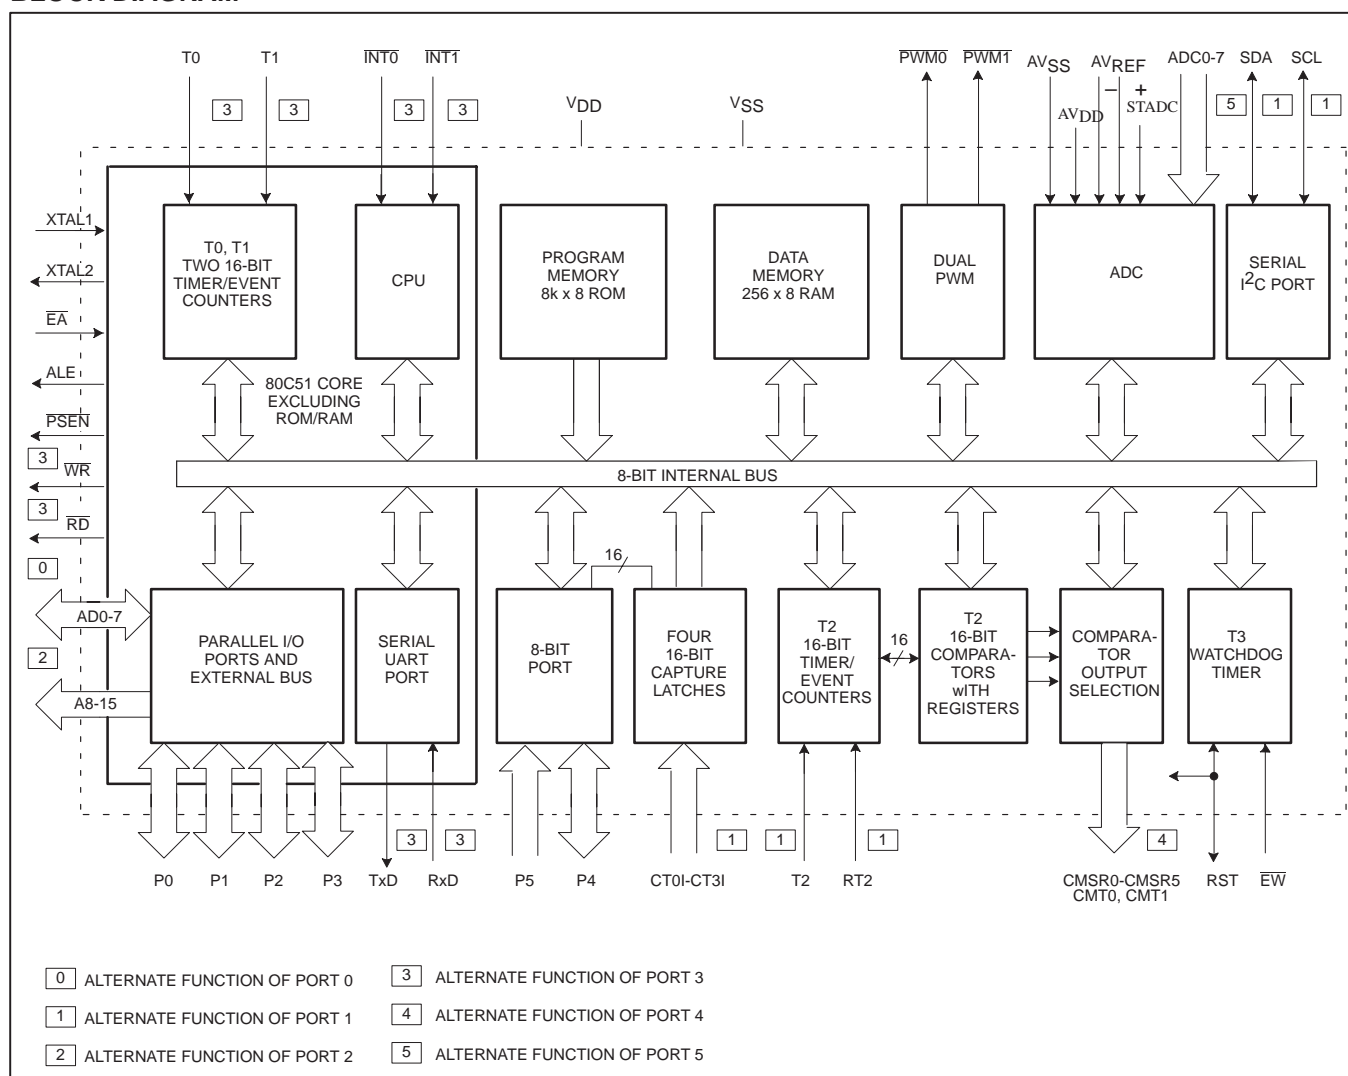 BLOCK DIAGRAM
T0 T1 INT0 INT1 PWM0 PWM1 AVSS AVREF ADC0-7 SDA SCL
– +
STADC
3 3 3 3 VDD VSS AVDD 5 1 1
XTAL1
XTAL2
EA
ALE
PSEN
3 WR
3 RD
0
AD0-7
2
A8-15
T0, T1
TWO 16-BIT
TIMER/EVENT
COUNTERS
CPU
PROGRAM
MEMORY
8k x 8 ROM
DATA
MEMORY
256 x 8 RAM
DUAL
PWM
ADC
SERIAL
I2C PORT
80C51 CORE
EXCLUDING
ROM/RAM
8-BIT INTERNAL BUS
PARALLEL I/O
PORTS AND
EXTERNAL BUS
SERIAL
UART
PORT
8-BIT
PORT
16
FOUR
16-BIT
CAPTURE
LATCHES
T2
16-BIT
TIMER/
EVENT
COUNTERS
16
T2
16-BIT
COMPARA-
TORS
wITH
REGISTERS
COMPARA-
TOR
OUTPUT
SELECTION
T3
WATCHDOG
TIMER
3 3 1 1 1 4
P0 P1 P2 P3 TxD RxD P5 P4 CT0I-CT3I T2 RT2 CMSR0-CMSR5 RST EW
CMT0, CMT1
0 ALTERNATE FUNCTION OF PORT 0
1 ALTERNATE FUNCTION OF PORT 1
2 ALTERNATE FUNCTION OF PORT 2
3 ALTERNATE FUNCTION OF PORT 3
4 ALTERNATE FUNCTION OF PORT 4
5 ALTERNATE FUNCTION OF PORT 5